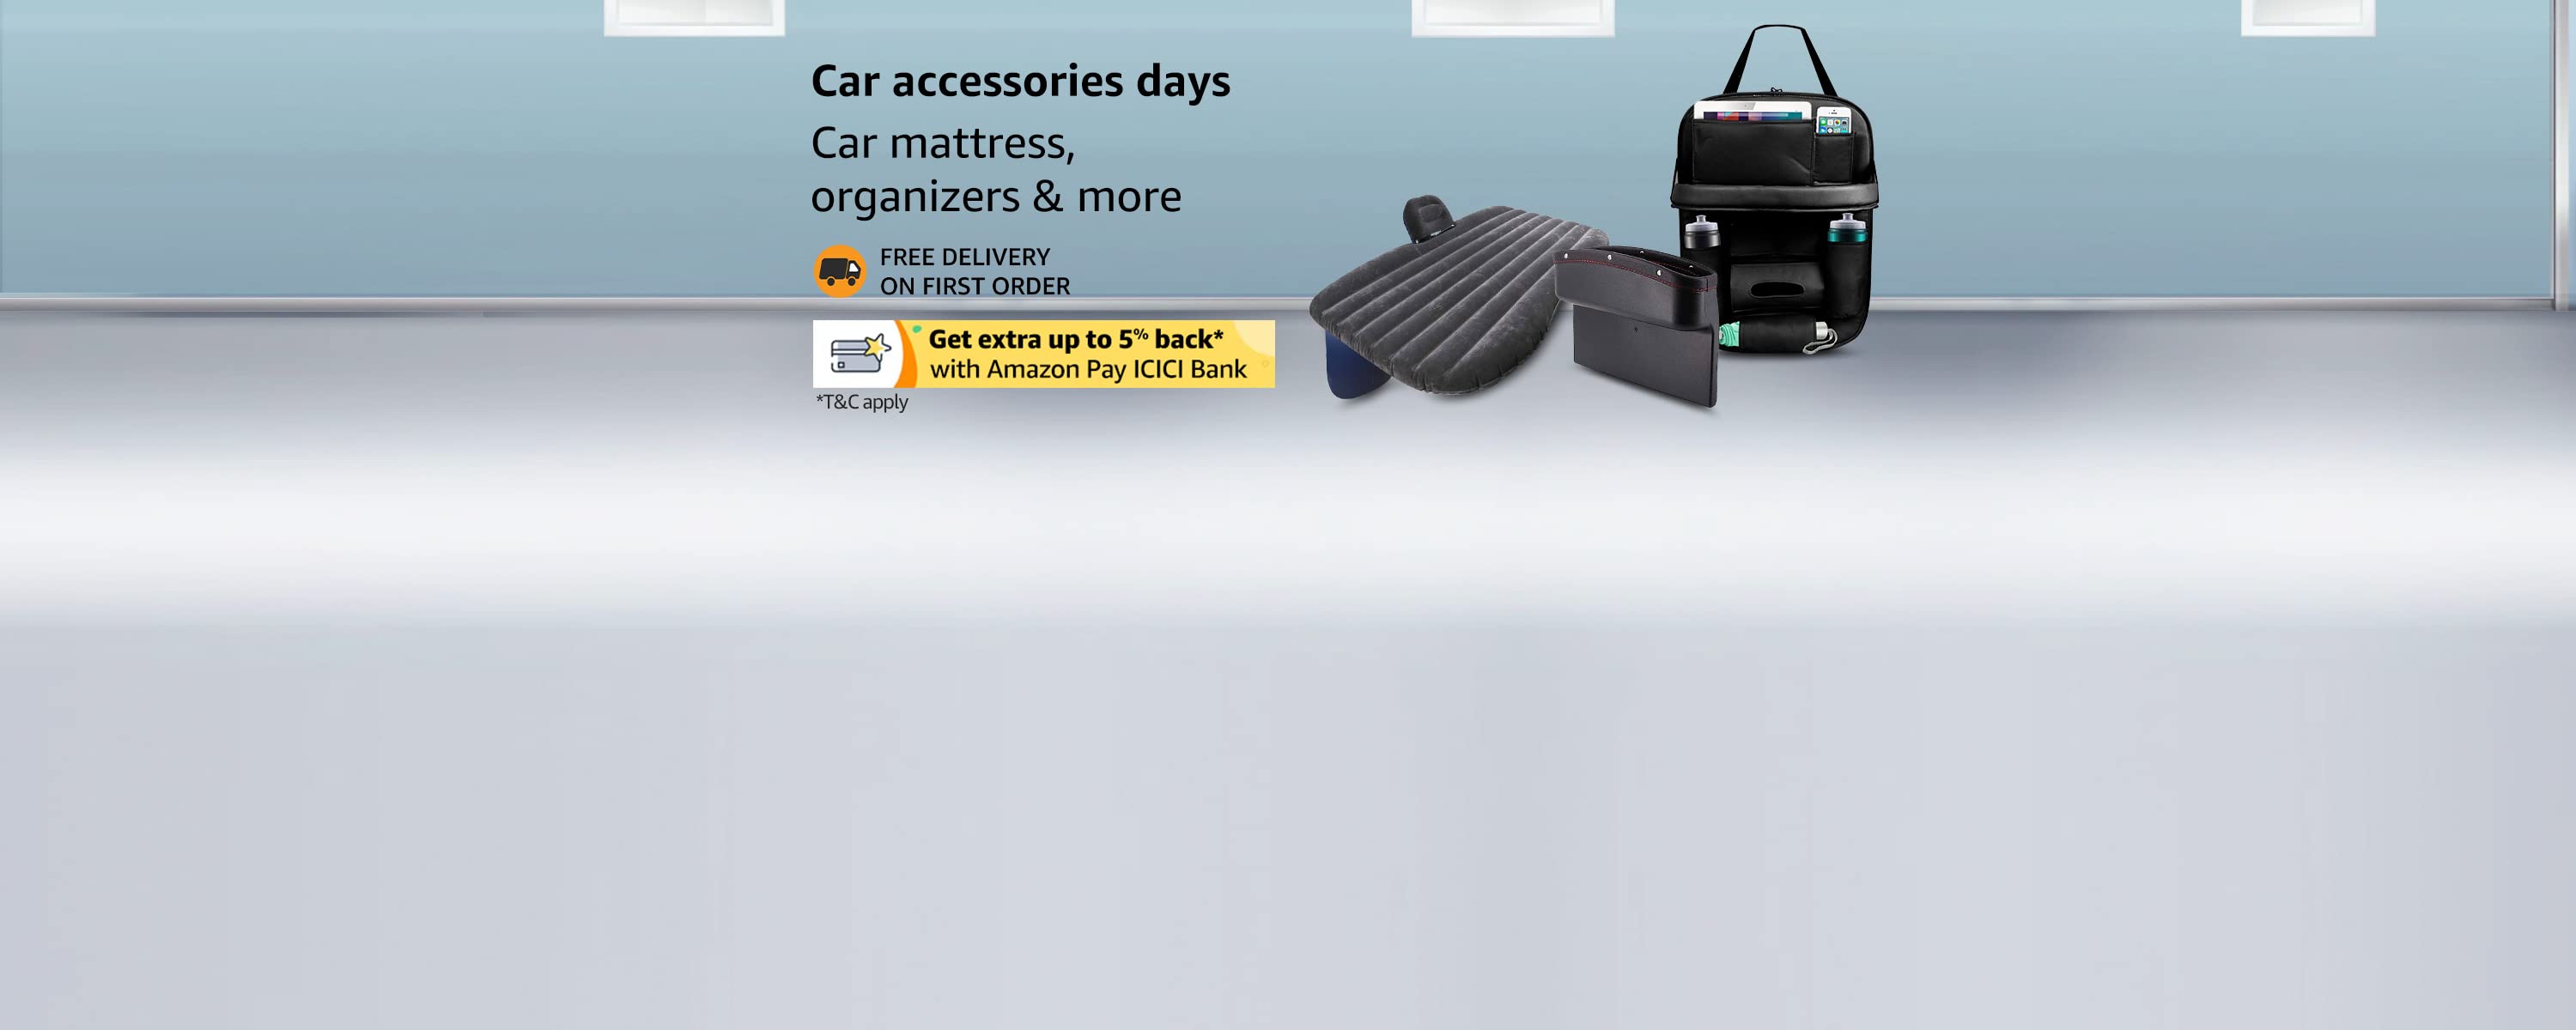 Car accessories days
Car mattress,
organizers & more
FREE DELIVERY
ON FIRST ORDER
Get extra up to 5% back*
with Amazon Pay ICICI Bank
*T&C apply